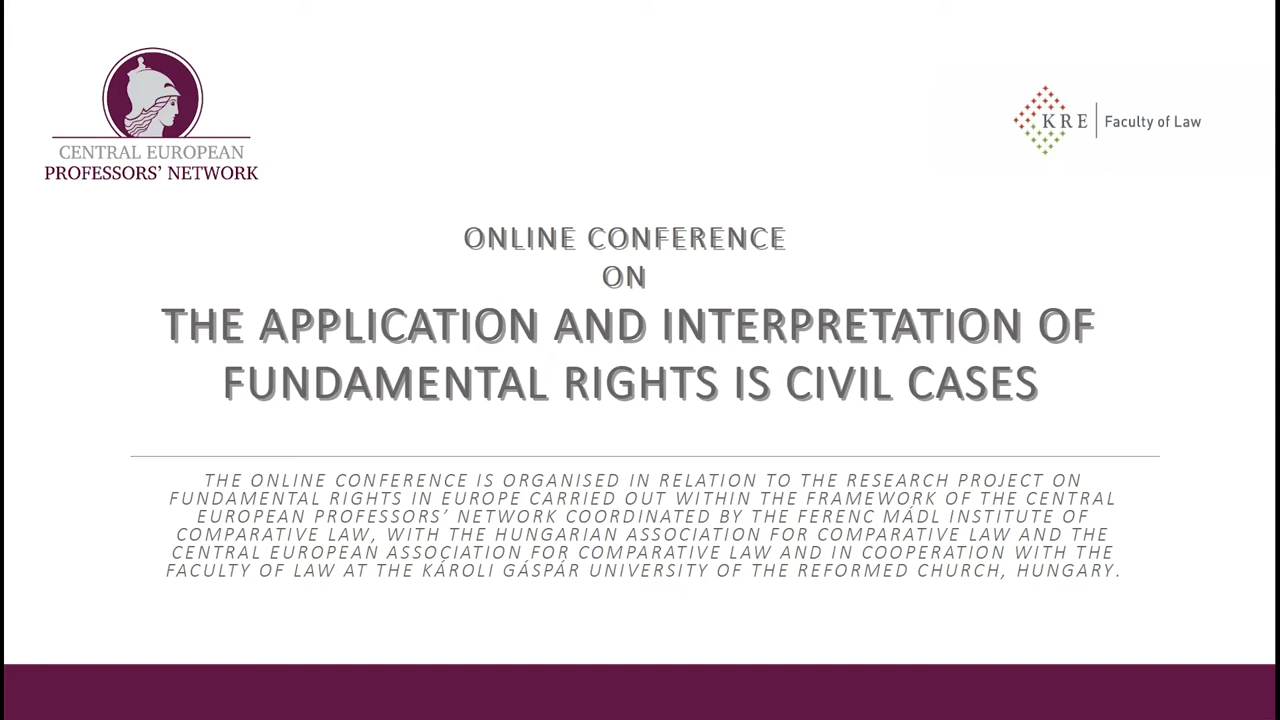 CENTRAL EUROPEAN
PROFESSORS' NETWORK
KRE Faculty of Law
ONLINE CONFERENCE
ON
THE APPLICATION AND INTERPRETATION OF
FUNDAMENTAL RIGHTS IS CIVIL CASES
THE ONLINE CONFERENCE IS ORGANISED IN RELATION TO THE RESEARCH PROJECT ON
FUNDAMENTAL RIGHTS IN EUROPE CARRIED OUT WITHIN THE FRAMEWORK OF THE CENTRAL
EUROPEAN PROFESSORS' NETWORK COORDINATED BY THE FERENC MÁDL INSTITUTE OF
COMPARATIVE LAW, WITH THE HUNGARIAN ASSOCIATION FOR COMPARATIVE LAW AND THE
CENTRAL EUROPEAN ASSOCIATION FOR COMPARATIVE LAW AND IN COOPERATION WITH THE
FACULTY OF LAW AT THE KÁROLI GÁSPÁR UNIVERSITY OF THE REFORMED CHURCH, HUNGARY.